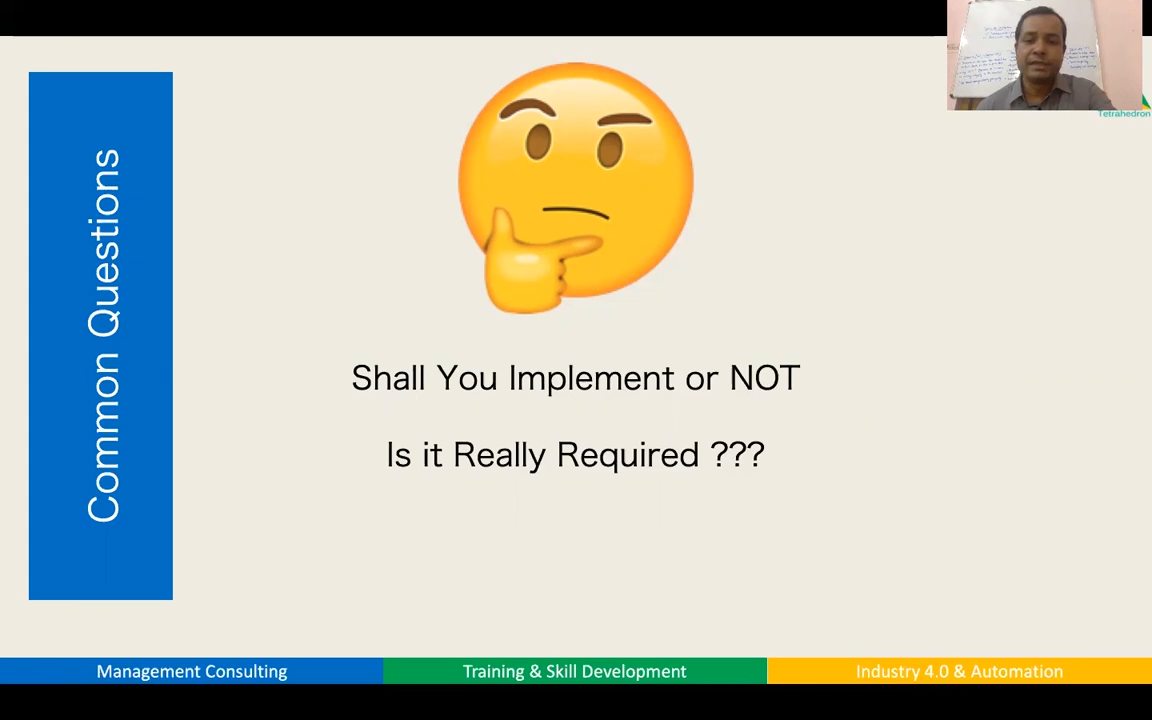 Common Questions
Tetrahedron
Shall You Implement or NOT
Is it Really Required ???
Management Consulting
Training & Skill Development
Industry 4.0 & Automation